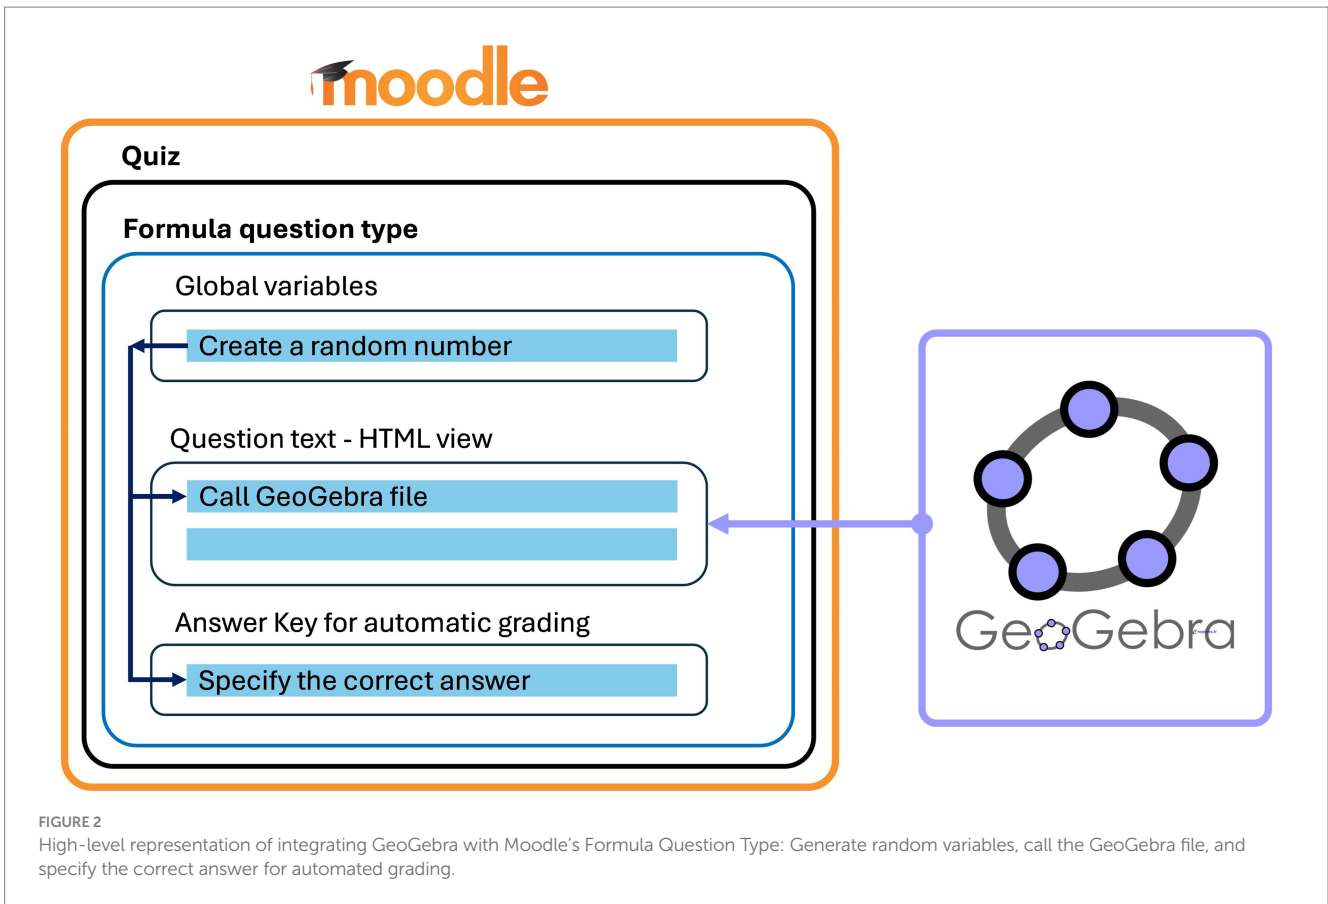 moodle
Quiz
Formula question type
Global variables
Create a random number
Question text - HTML view
Call GeoGebra file
Answer Key for automatic grading
Specify the correct answer
GeoGebra
FIGURE 2
High-level representation of integrating GeoGebra with Moodle’s Formula Question Type: Generate random variables, call the GeoGebra file, and
specify the correct answer for automated grading.